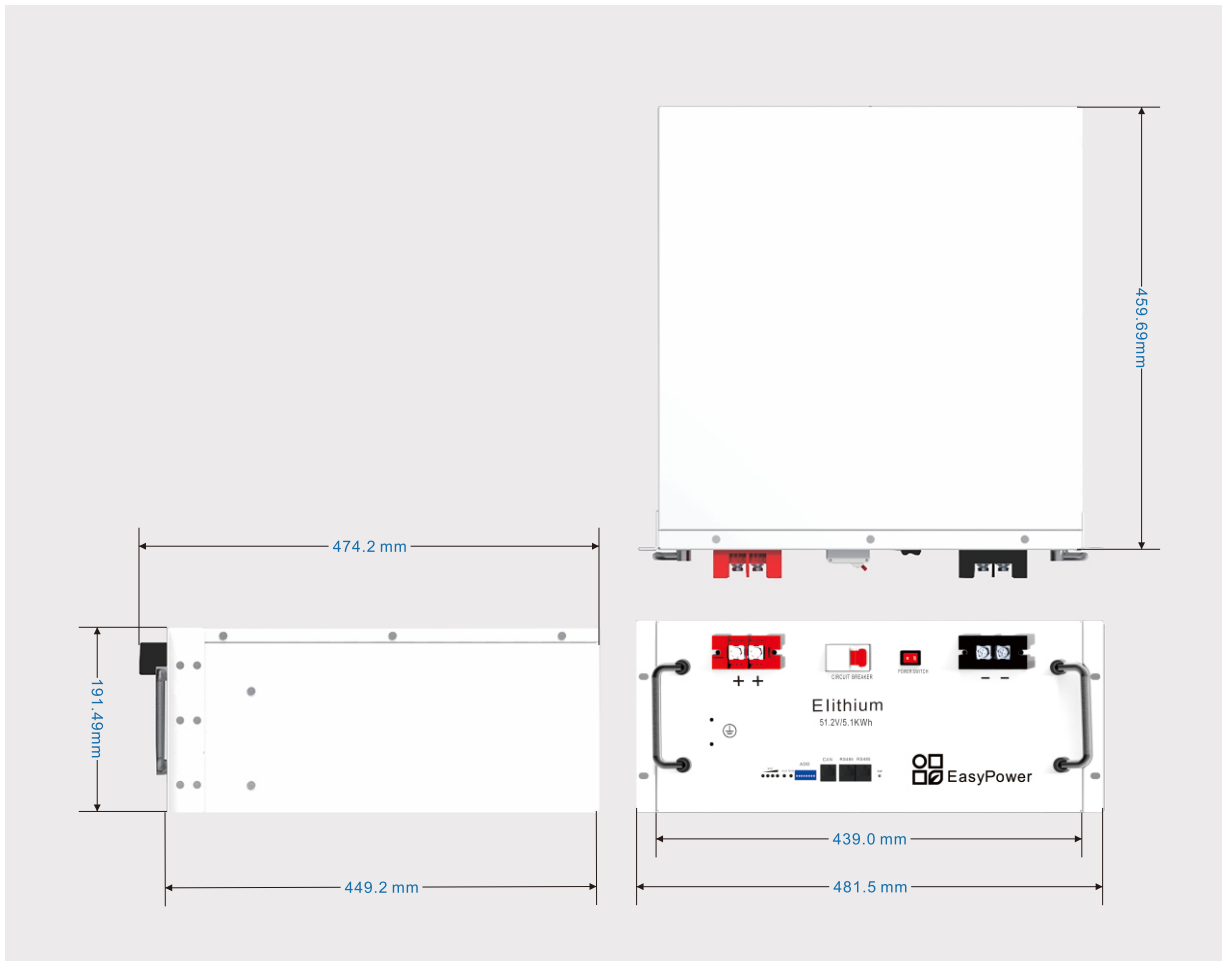 459.69mm
474.2 mm
191.49mm
449.2 mm
+ +
CIRCUIT BREAKER
POWER SWITCH
- -
Elithium
51.2V/5.1KWh
ADD
CAN
RS485 RS485
EasyPower
439.0 mm
481.5 mm